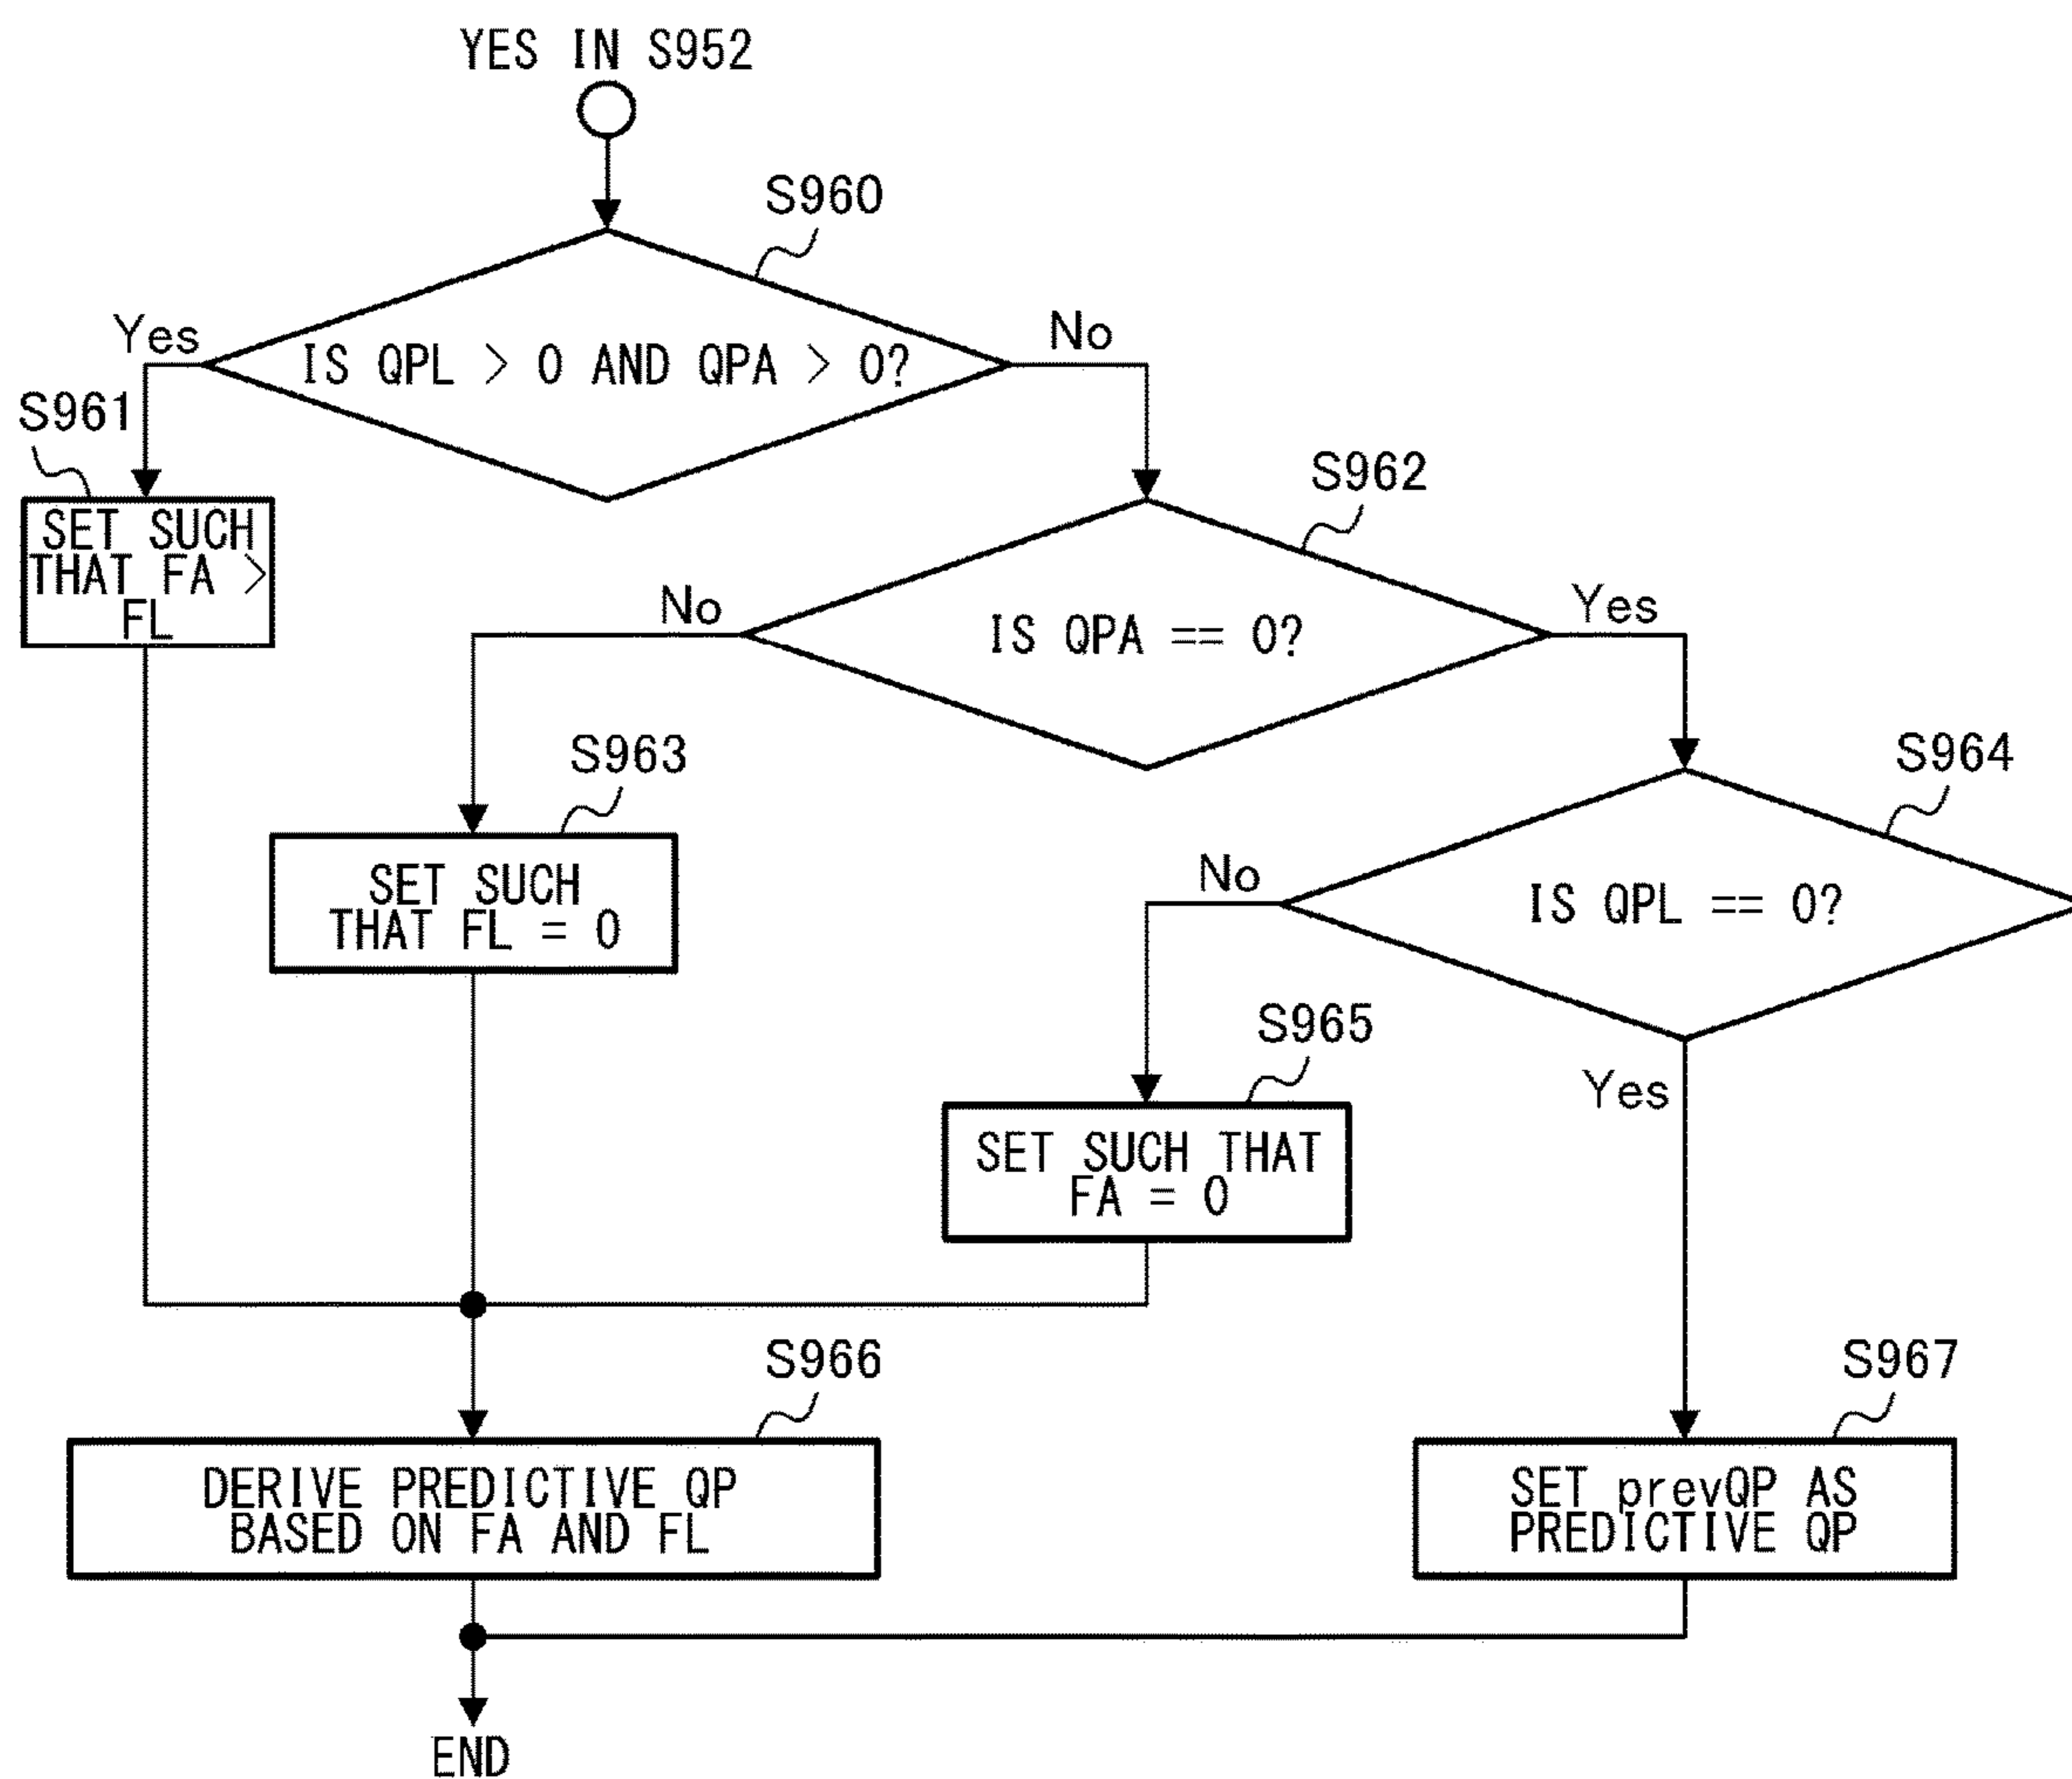 YES IN S952
S960
IS QPL > 0 AND QPA > 0?
Yes
No
S961
SET SUCH
THAT FA >
FL
S962
IS QPA == 0?
No
Yes
S963
SET SUCH
THAT FL = 0
S964
IS QPL == 0?
No
Yes
S965
SET SUCH THAT
FA = 0
S966
DERIVE PREDICTIVE QP
BASED ON FA AND FL
S967
SET prevQP AS
PREDICTIVE QP
END